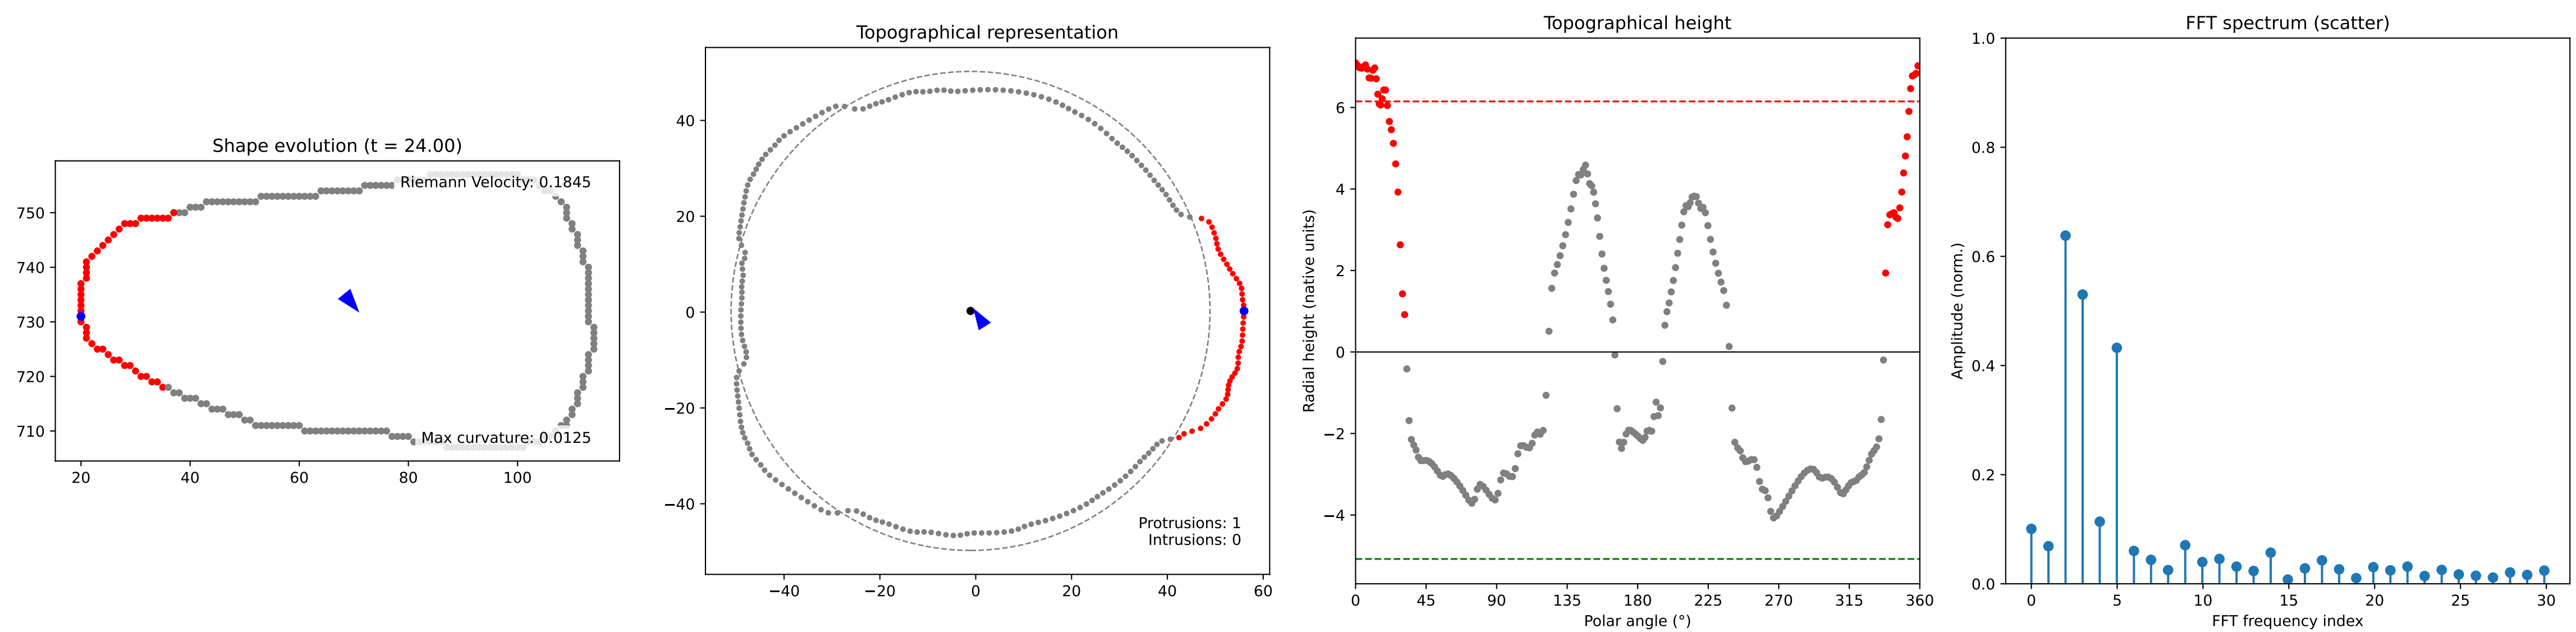 Shape evolution (t = 24.00)
Riemann Velocity: 0.1845
Max curvature: 0.0125
750
740
730
720
710
20 40 60 80 100
Topographical representation
40
20
0
−20
−40
Protrusions: 1
Intrusions: 0
−40 −20 0 20 40 60
Topographical height
Radial height (native units)
6
4
2
0
−2
−4
0 45 90 135 180 225 270 315 360
Polar angle (°)
FFT spectrum (scatter)
Amplitude (norm.)
1.0
0.8
0.6
0.4
0.2
0.0
0 5 10 15 20 25 30
FFT frequency index